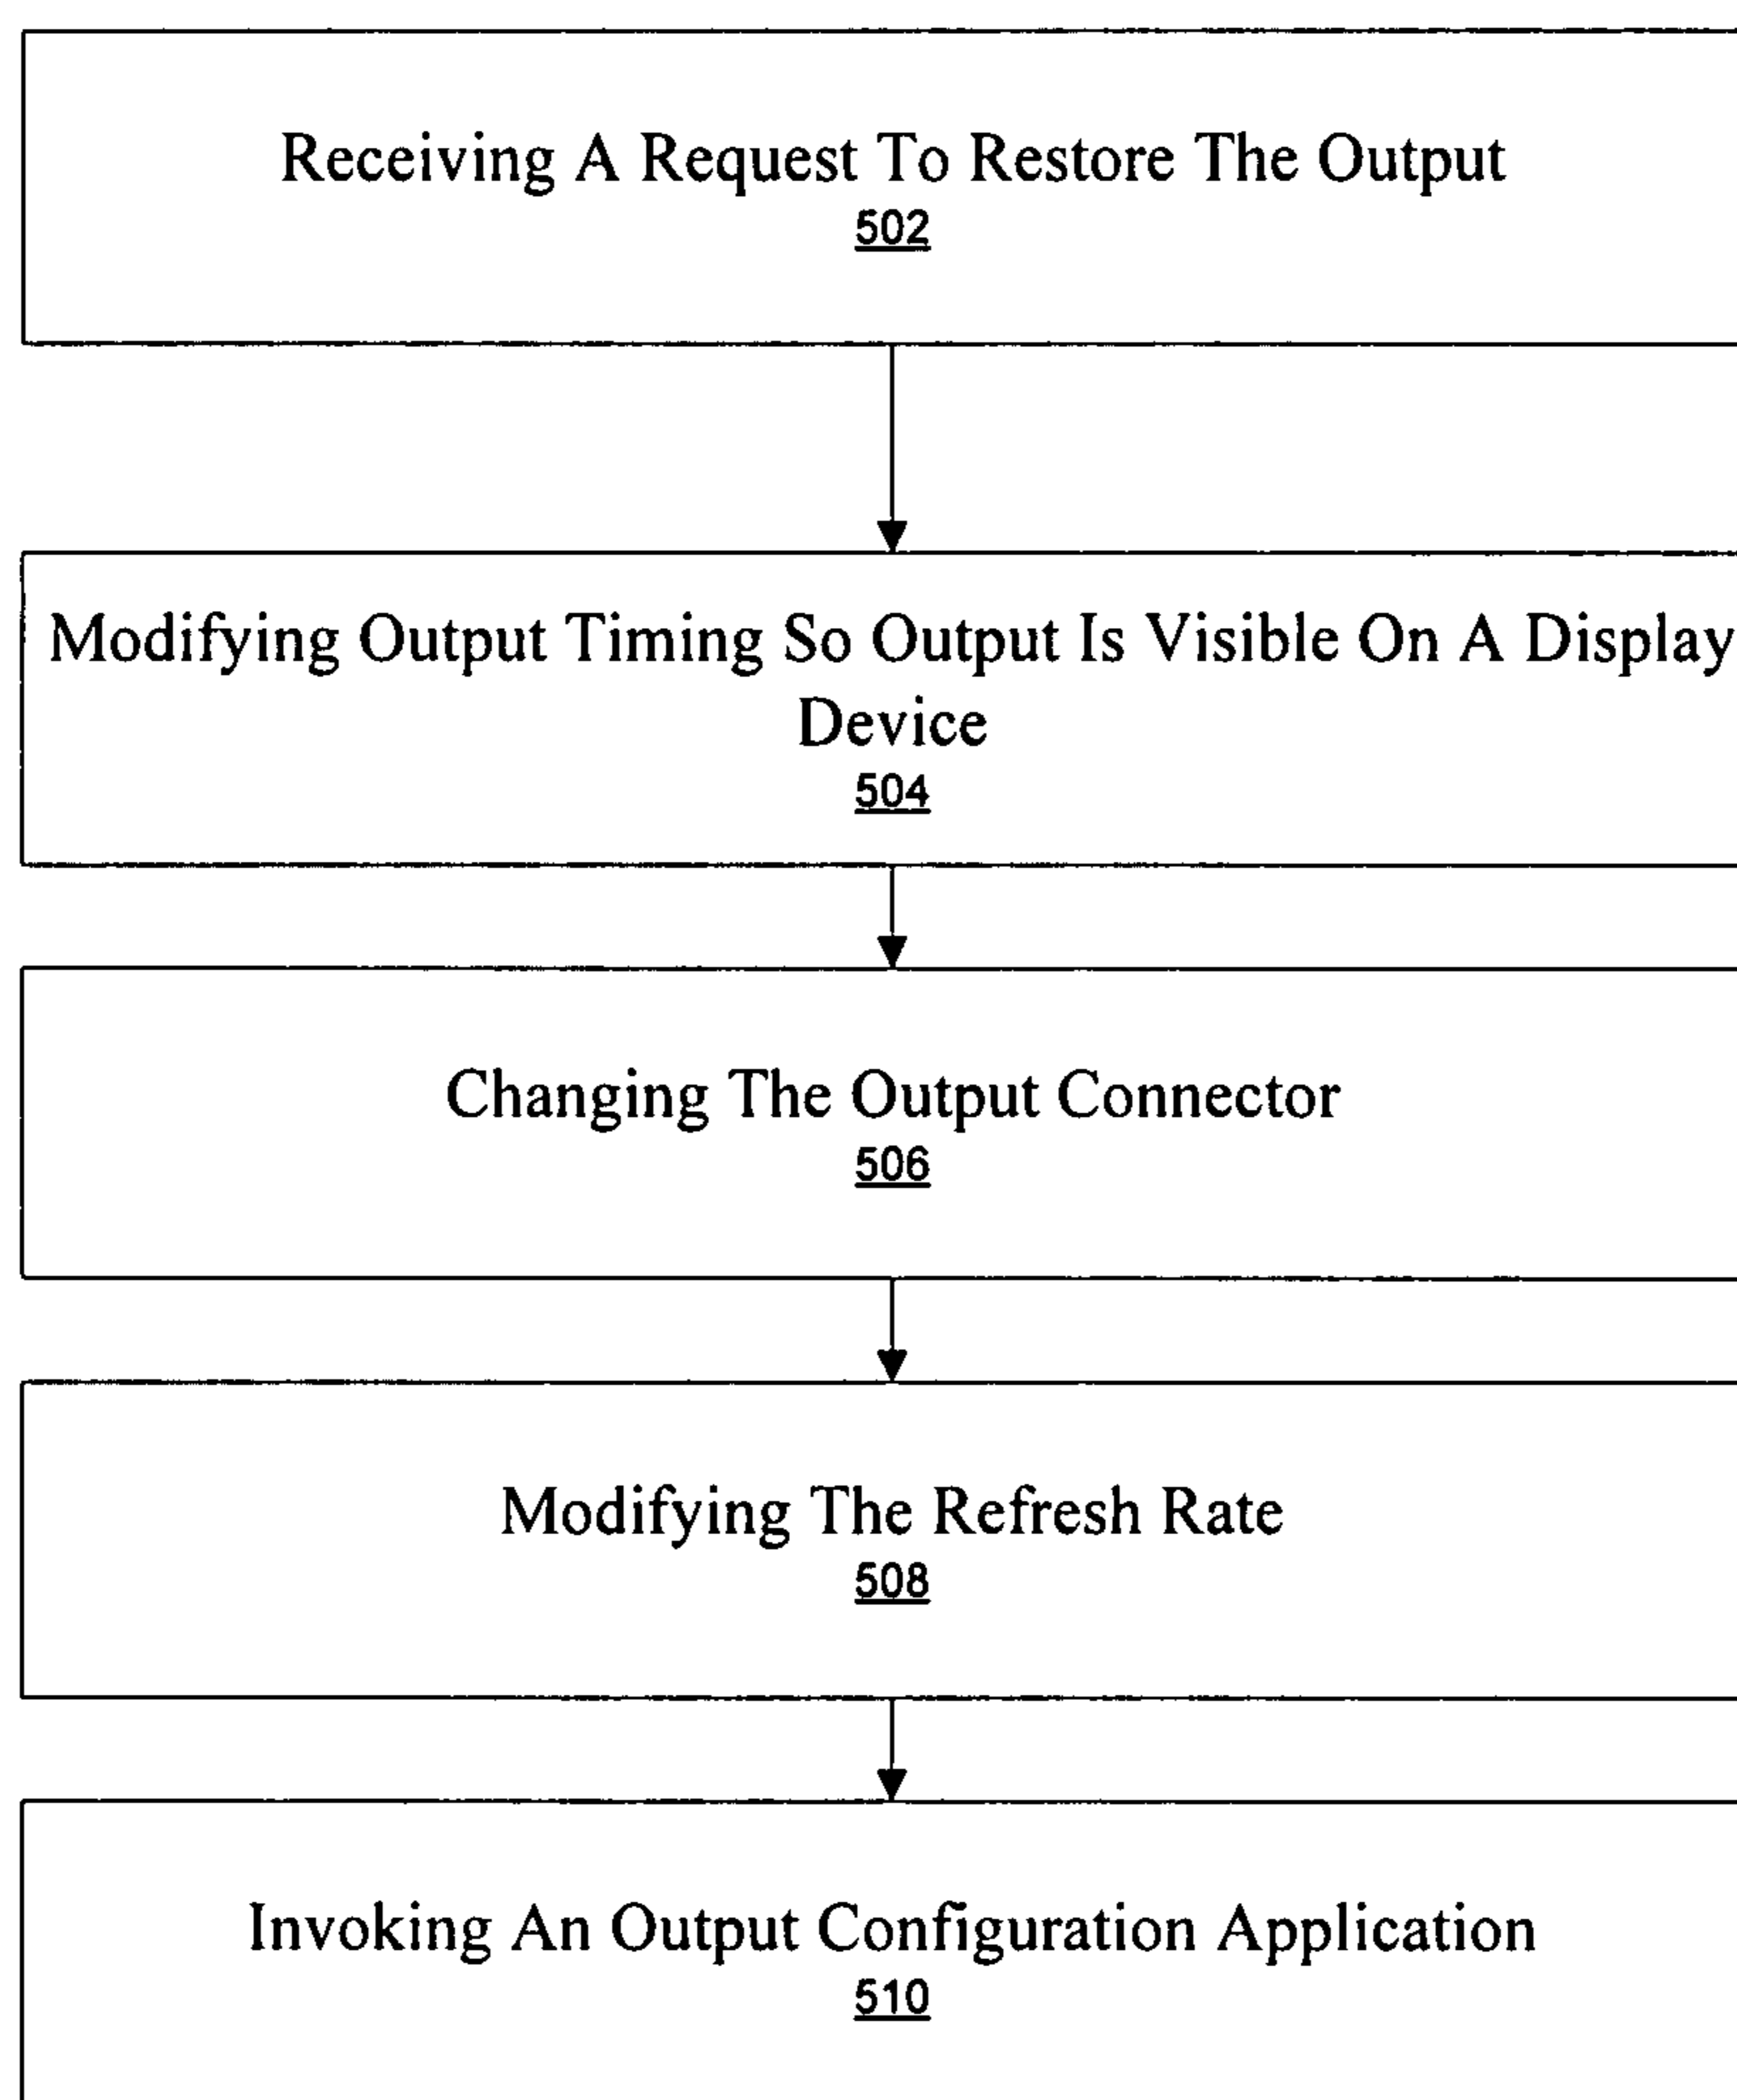 Receiving A Request To Restore The Output
502
Modifying Output Timing So Output Is Visible On A Display
Device
504
Changing The Output Connector
506
Modifying The Refresh Rate
508
Invoking An Output Configuration Application
510